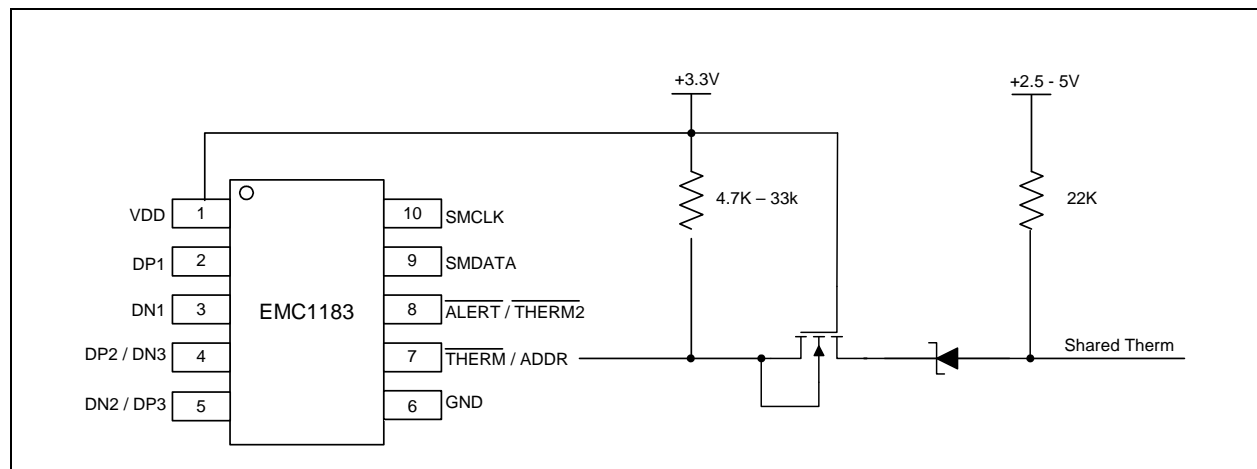 +3.3V
+2.5 - 5V
4.7K – 33k
22K
VDD 1
10 SMCLK
DP1 2
9 SMDATA
DN1 3
EMC1183
8 ALERT / THERM2
DP2 / DN3 4
7 THERM / ADDR
Shared Therm
DN2 / DP3 5
6 GND